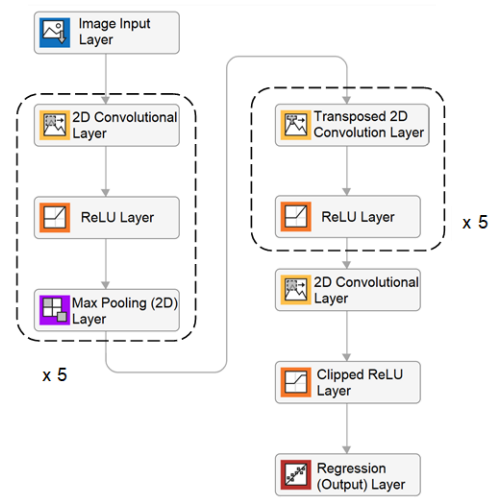 Image Input
Layer
2D Convolutional
Layer
ReLU Layer
Max Pooling (2D)
Layer
x 5
Transposed 2D
Convolution Layer
ReLU Layer
x 5
2D Convolutional
Layer
Clipped ReLU
Layer
Regression
(Output) Layer